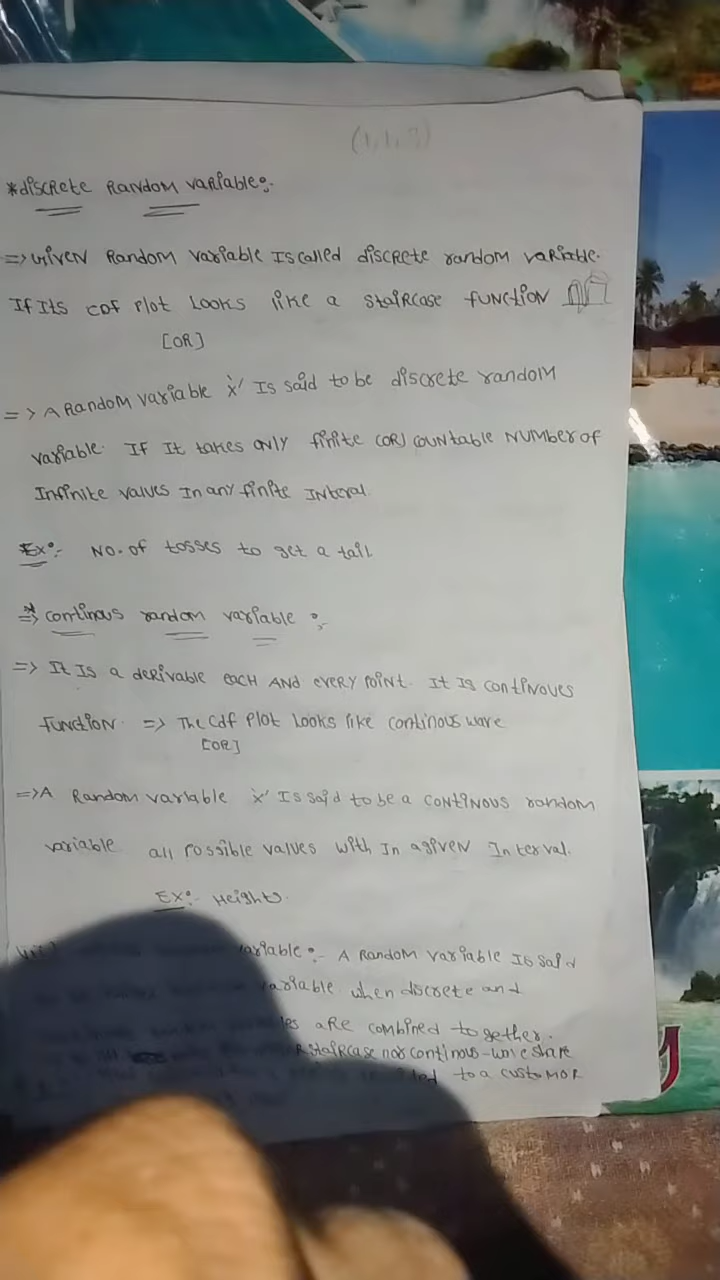 (1,1,3)
*discrete Random variable:-
=> Given Random variable Is called discrete random variable.
If Its cdf Plot Looks like a staircase function
[OR]
=> A Random variable 'x' Is said to be discrete random
variable. If It takes only finite (OR) countable number of
Infinite values In any finite Interal.
Ex:- No. of tosses to get a tail
=> continous random variable :-
=> It Is a derivable each and every point. It Is continoves
function. => The cdf Plot Looks like continous wave
[OR]
=> A Random variable 'x' Is said to be a continous random
variable all possible values with In a given Interval.
Ex:- Height.
variable :- A Random variable Is said
variable when discrete and
are combined together.
staircase nor continous-wave share
to a customor